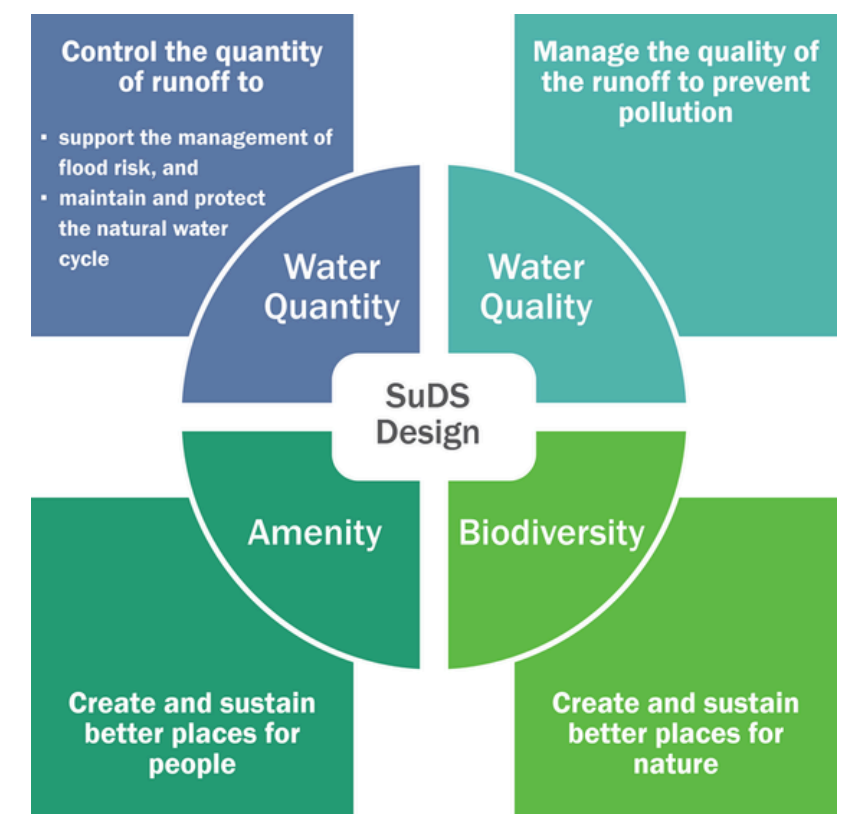 Control the quantity
of runoff to
▪ support the management of
flood risk, and
▪ maintain and protect
the natural water
cycle
Water
Quantity
Manage the quality of
the runoff to prevent
pollution
Water
Quality
SuDS
Design
Amenity
Create and sustain
better places for
people
Biodiversity
Create and sustain
better places for
nature